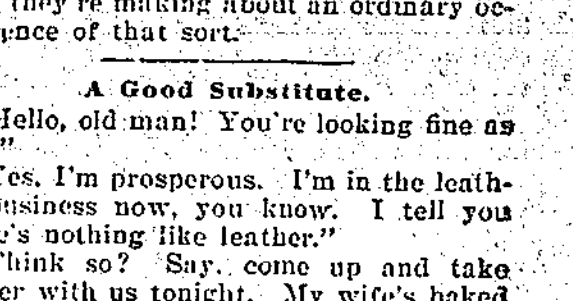 they're making about an ordinary oc-
ence of that sort.
A Good Substitute.
Hello, old man! You're looking fine as
"
Yes. I'm prosperous. I'm in the leath-
business now, you know. I tell you
e's nothing like leather."
Think so? Say, come up and take
er with us tonight. My wife's baked